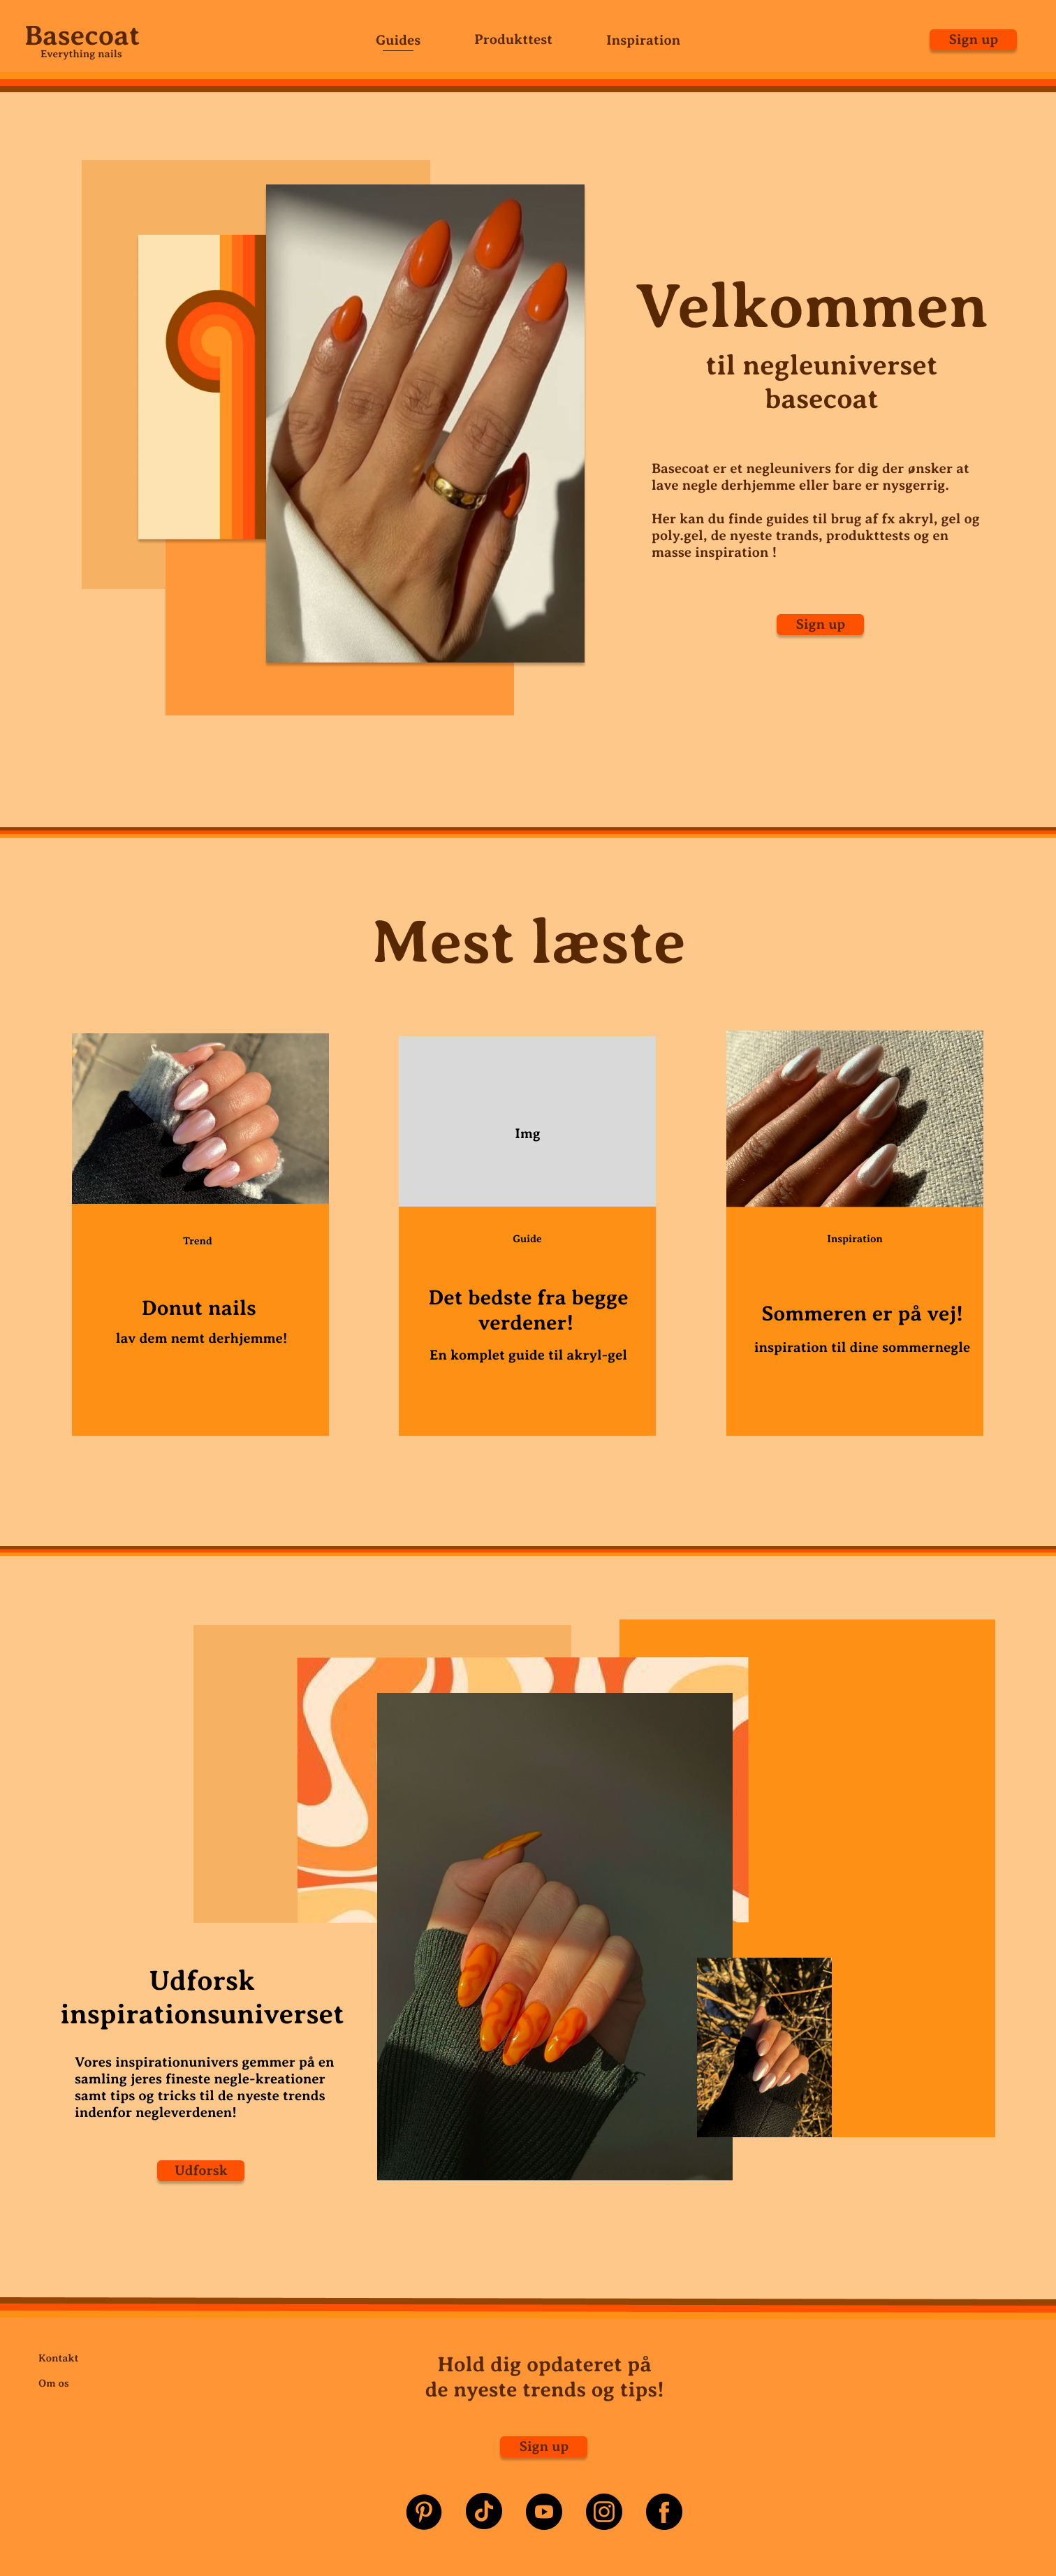 Basecoat
Everything nails
Guides
Produkttest
Inspiration
Sign up
Velkommen
til negleuniverset
basecoat
Basecoat er et negleunivers for dig der ønsker at
lave negle derhjemme eller bare er nysgerrig.
Her kan du finde guides til brug af fx akryl, gel og
poly.gel, de nyeste trands, produkttests og en
masse inspiration !
Sign up
Mest læste
Trend
Donut nails
lav dem nemt derhjemme!
Img
Guide
Det bedste fra begge
verdener!
En komplet guide til akryl-gel
Inspiration
Sommeren er på vej!
inspiration til dine sommernegle
Udforsk
inspirationsuniverset
Vores inspirationunivers gemmer på en
samling jeres fineste negle-kreationer
samt tips og tricks til de nyeste trends
indenfor negleverdenen!
Udforsk
Kontakt
Om os
Hold dig opdateret på
de nyeste trends og tips!
Sign up